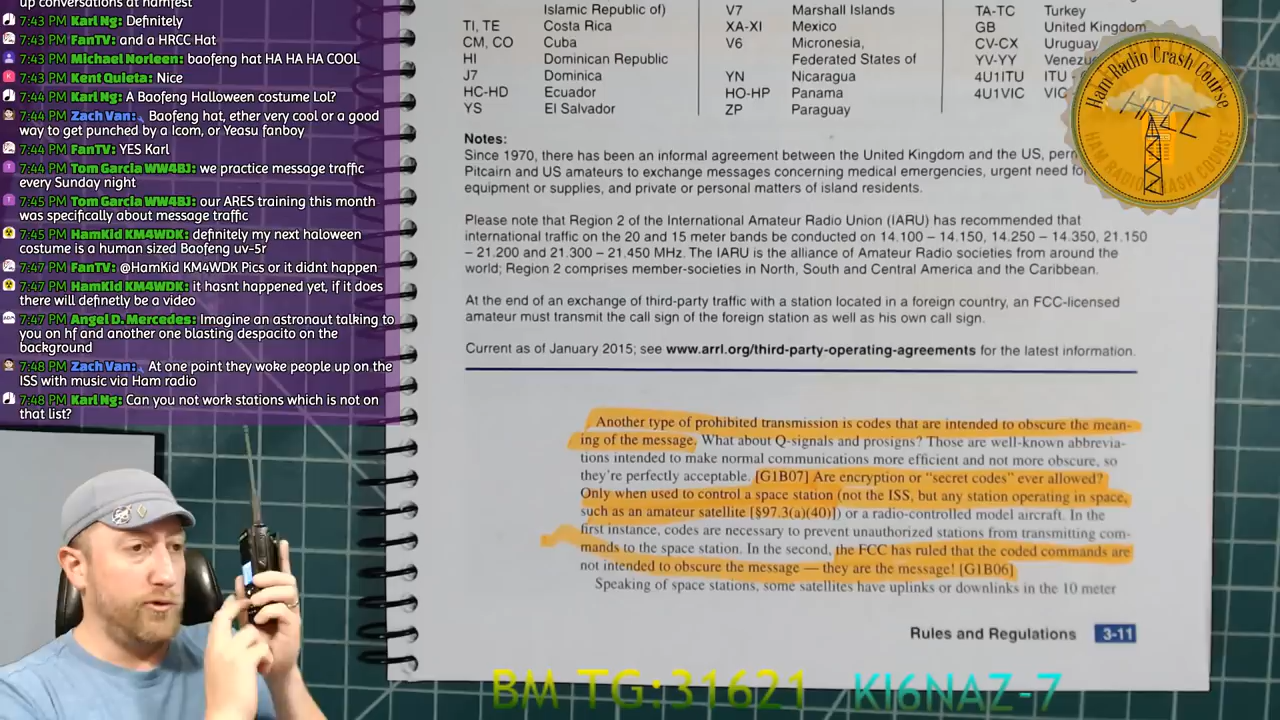 up conversations at hamfest
7:43 PM Karl Ng: Definitely
7:43 PM FanTV: and a HRCC Hat
7:43 PM Michael Norleen: baofeng hat HA HA HA COOL
7:43 PM Kent Quieta: Nice
7:44 PM Karl Ng: A Baofeng Halloween costume Lol?
7:44 PM Zach Van: Baofeng hat, ether very cool or a good
way to get punched by a Icom, or Yeasu fanboy
7:44 PM FanTV: YES Karl
7:44 PM Tom Garcia WW4BJ: we practice message traffic
every Sunday night
7:45 PM Tom Garcia WW4BJ: our ARES training this month
was specifically about message traffic
7:45 PM HamKid KM4WDK: definitely my next haloween
costume is a human sized Baofeng uv-5r
7:47 PM FanTV: @HamKid KM4WDK Pics or it didnt happen
7:47 PM HamKid KM4WDK: it hasnt happened yet, if it does
there will definetly be a video
7:47 PM Angel D. Mercedes: Imagine an astronaut talking to
you on hf and another one blasting despacito on the
background
7:48 PM Zach Van: At one point they woke people up on the
ISS with music via Ham radio
7:48 PM Karl Ng: Can you not work stations which is not on
that list?
Islamic Republic of)
TI, TE Costa Rica
CM, CO Cuba
HI Dominican Republic
J7 Dominica
HC-HD Ecuador
YS El Salvador
V7 Marshall Islands
XA-XI Mexico
V6 Micronesia,
Federated States of
YN Nicaragua
HO-HP Panama
ZP Paraguay
TA-TC Turkey
GB United Kingdom
CV-CX Uruguay
YV-YY
4U1ITU ITU
4U1VIC VIC
Ham Radio Crash Course
HRCC
HAM RADIO CRASH COURSE
Notes:
Since 1970, there has been an informal agreement between the United Kingdom and the US,
Pitcairn and US amateurs to exchange messages concerning medical emergencies, urgent need
equipment or supplies, and private or personal matters of island residents.
Please note that Region 2 of the International Amateur Radio Union (IARU) has recommended that
international traffic on the 20 and 15 meter bands be conducted on 14.100 – 14.150, 14.250 – 14.350, 21.150
– 21.200 and 21.300 – 21.450 MHz. The IARU is the alliance of Amateur Radio societies from around the
world; Region 2 comprises member-societies in North, South and Central America and the Caribbean.
At the end of an exchange of third-party traffic with a station located in a foreign country, an FCC-licensed
amateur must transmit the call sign of the foreign station as well as his own call sign.
Current as of January 2015; see www.arrl.org/third-party-operating-agreements for the latest information.
Another type of prohibited transmission is codes that are intended to obscure the mean-
ing of the message. What about Q-signals and prosigns? Those are well-known abbrevia-
tions intended to make normal communications more efficient and not more obscure, so
they're perfectly acceptable. [G1B07] Are encryption or "secret codes" ever allowed?
Only when used to control a space station (not the ISS, but any station operating in space,
such as an amateur satellite [§97.3(a)(40)]) or a radio-controlled model aircraft. In the
first instance, codes are necessary to prevent unauthorized stations from transmitting com-
mands to the space station. In the second, the FCC has ruled that the coded commands are
not intended to obscure the message — they are the message! [G1B06]
Speaking of space stations, some satellites have uplinks or downlinks in the 10 meter
Rules and Regulations 3-11
BM TG:31621 KI6NAZ-7